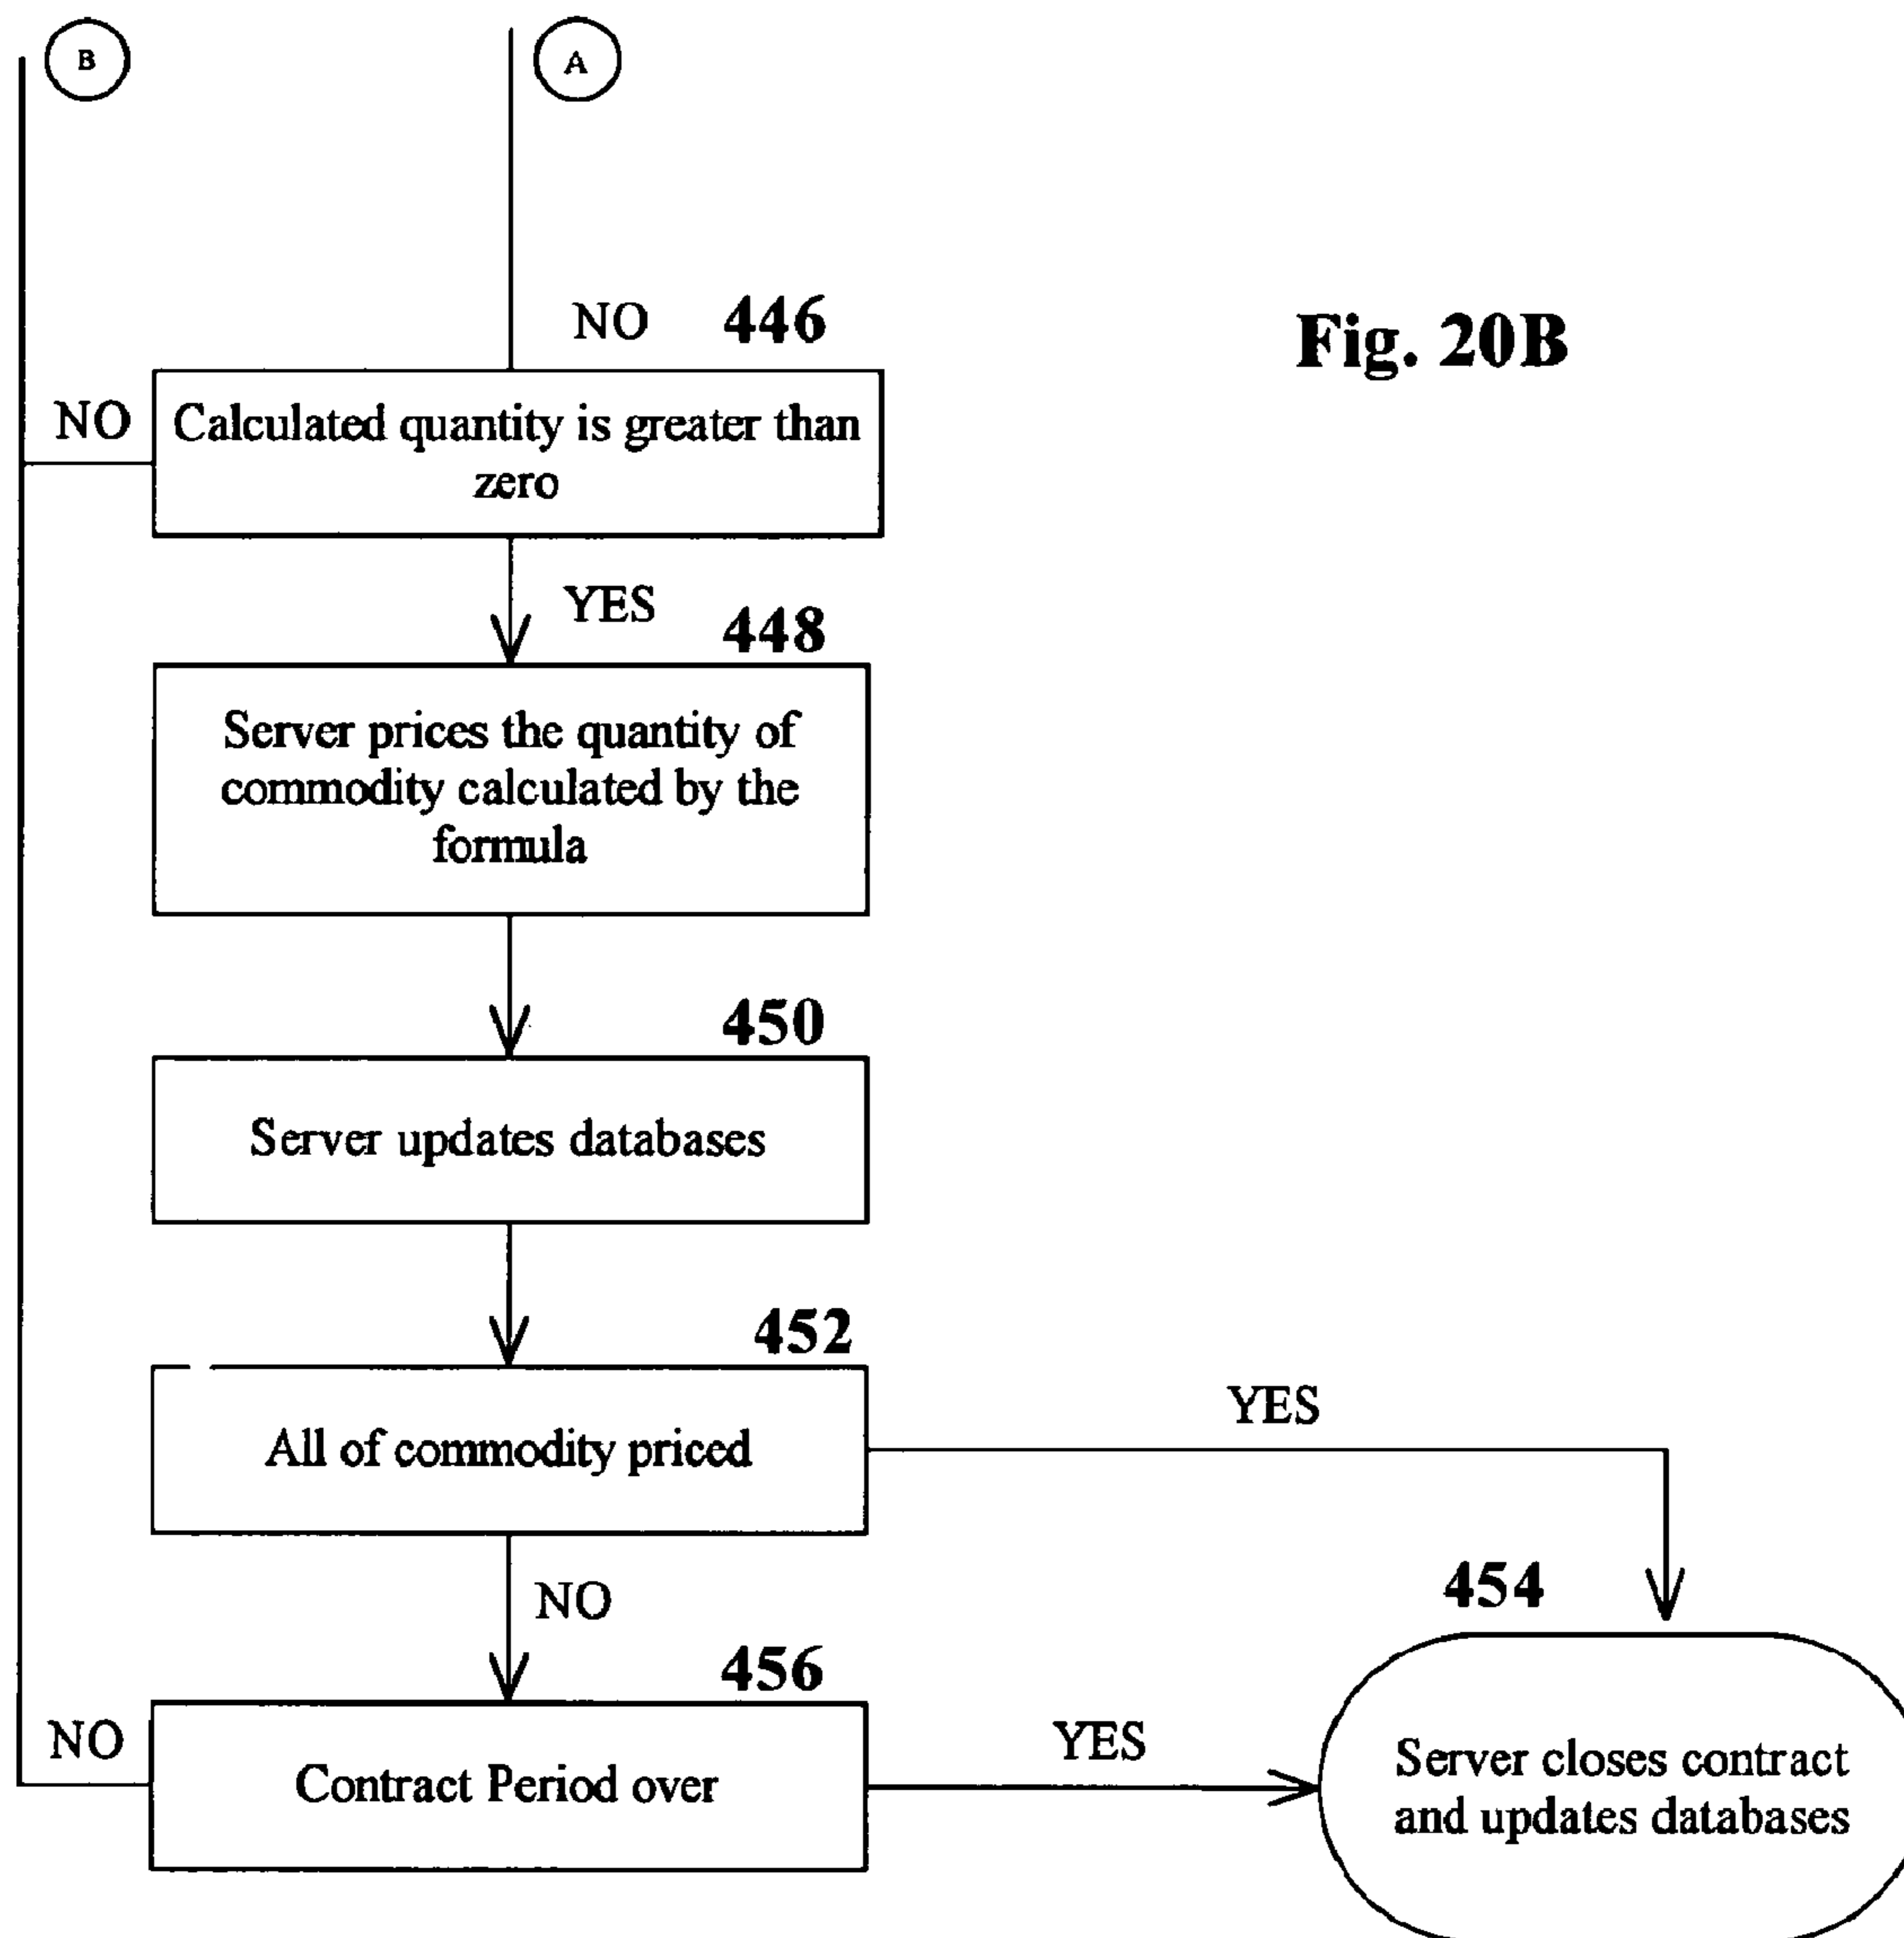 B
A
NO
446
Fig. 20B
NO
Calculated quantity is greater than
zero
YES
448
Server prices the quantity of
commodity calculated by the
formula
450
Server updates databases
452
All of commodity priced
YES
NO
454
456
Contract Period over
NO
YES
Server closes contract
and updates databases